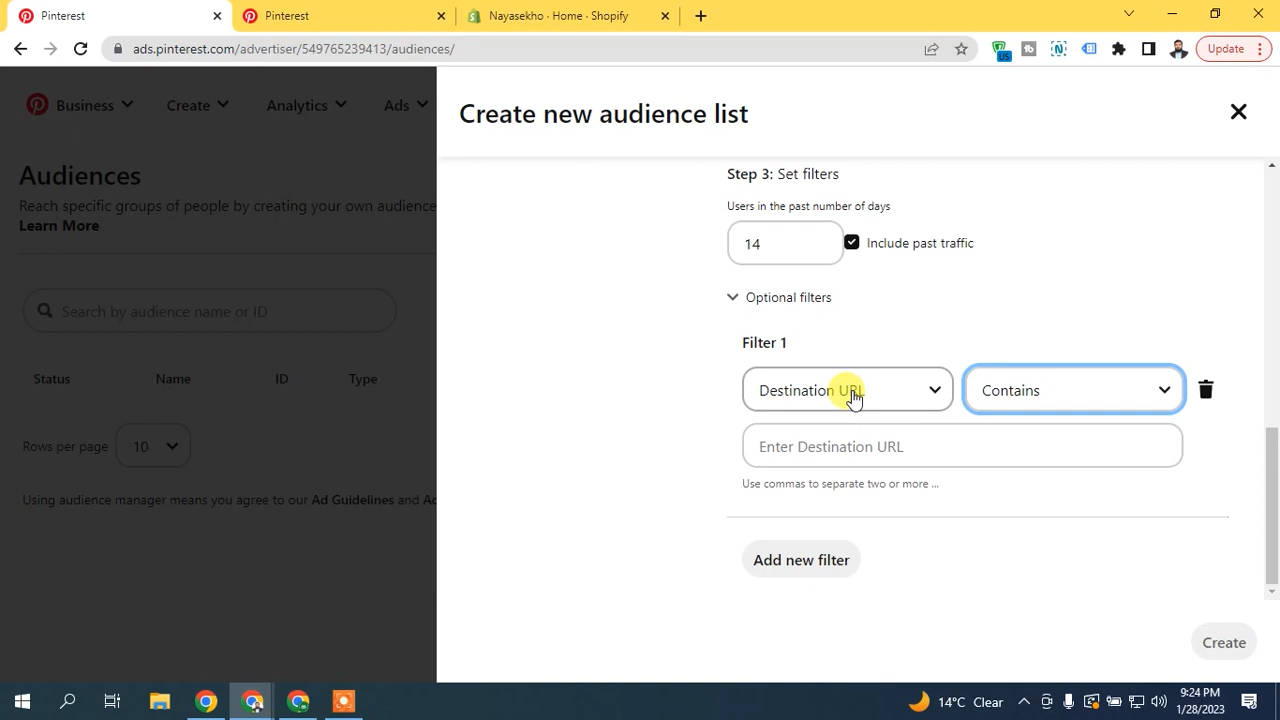 Pinterest
Pinterest
Nayasekho · Home · Shopify
ads.pinterest.com/advertiser/549765239413/audiences/
US
Update
Business
Create
Analytics
Ads
Create new audience list
Audiences
Reach specific groups of people by creating your own audience
Learn More
Search by audience name or ID
Status
Name
ID
Type
Rows per page
10
Using audience manager means you agree to our Ad Guidelines and Ad
Step 3: Set filters
Users in the past number of days
14
Include past traffic
Optional filters
Filter 1
Destination URL
Contains
Enter Destination URL
Use commas to separate two or more ...
Add new filter
Create
14°C Clear
9:24 PM
1/28/2023